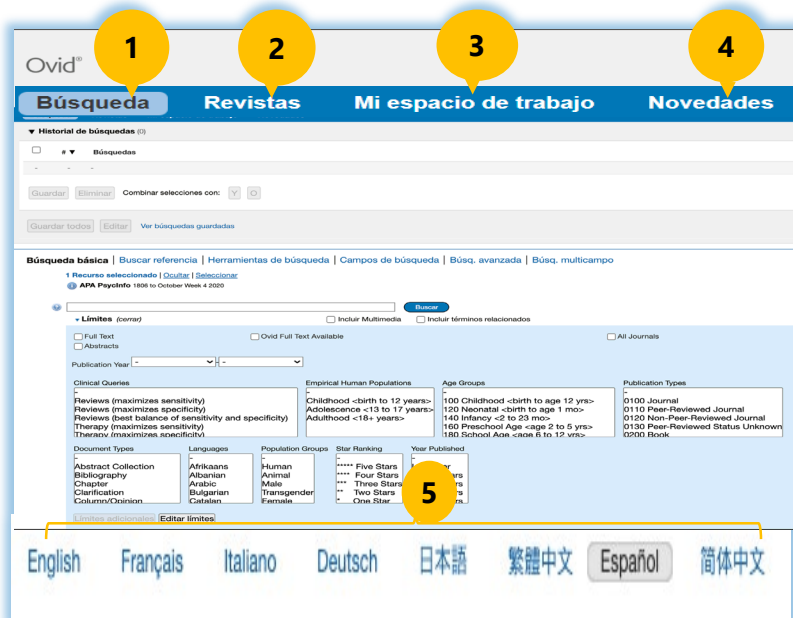 1 2 3 4
Ovid®
Búsqueda Revistas Mi espacio de trabajo Novedades
▼ Historial de búsquedas (0)
# ▼ Búsquedas
- - -
Guardar Eliminar Combinar selecciones con: Y O
Guardar todos Editar Ver búsquedas guardadas
Búsqueda básica | Buscar referencia | Herramientas de búsqueda | Campos de búsqueda | Búsq. avanzada | Búsq. multicampo
1 Recurso seleccionado | Ocultar | Seleccionar
APA PsycInfo 1806 to October Week 4 2020
Buscar
▾ Límites (cerrar) Incluir Multimedia Incluir términos relacionados
Full Text Ovid Full Text Available All Journals
Abstracts
Publication Year - - -
Clinical Queries Empirical Human Populations Age Groups Publication Types
- - - -
Reviews (maximizes sensitivity) Childhood <birth to 12 years> 100 Childhood <birth to age 12 yrs> 0100 Journal
Reviews (maximizes specificity) Adolescence <13 to 17 years> 120 Neonatal <birth to age 1 mo> 0110 Peer-Reviewed Journal
Reviews (best balance of sensitivity and specificity) Adulthood <18+ years> 140 Infancy <2 to 23 mo> 0120 Non-Peer-Reviewed Journal
Therapy (maximizes sensitivity) 160 Preschool Age <age 2 to 5 yrs> 0130 Peer-Reviewed Status Unknown
Therapy (maximizes specificity) 180 School Age <age 6 to 12 yrs> 0200 Book
Document Types Languages Population Groups Star Ranking Year Published
- - - -
Abstract Collection Afrikaans Human ***** Five Stars
Bibliography Albanian Animal **** Four Stars
Chapter Arabic Male *** Three Stars
Clarification Bulgarian Transgender ** Two Stars
Column/Opinion Catalan Female * One Star
5
Límites adicionales Editar límites
English Français Italiano Deutsch 日本語 繁體中文 Español 简体中文